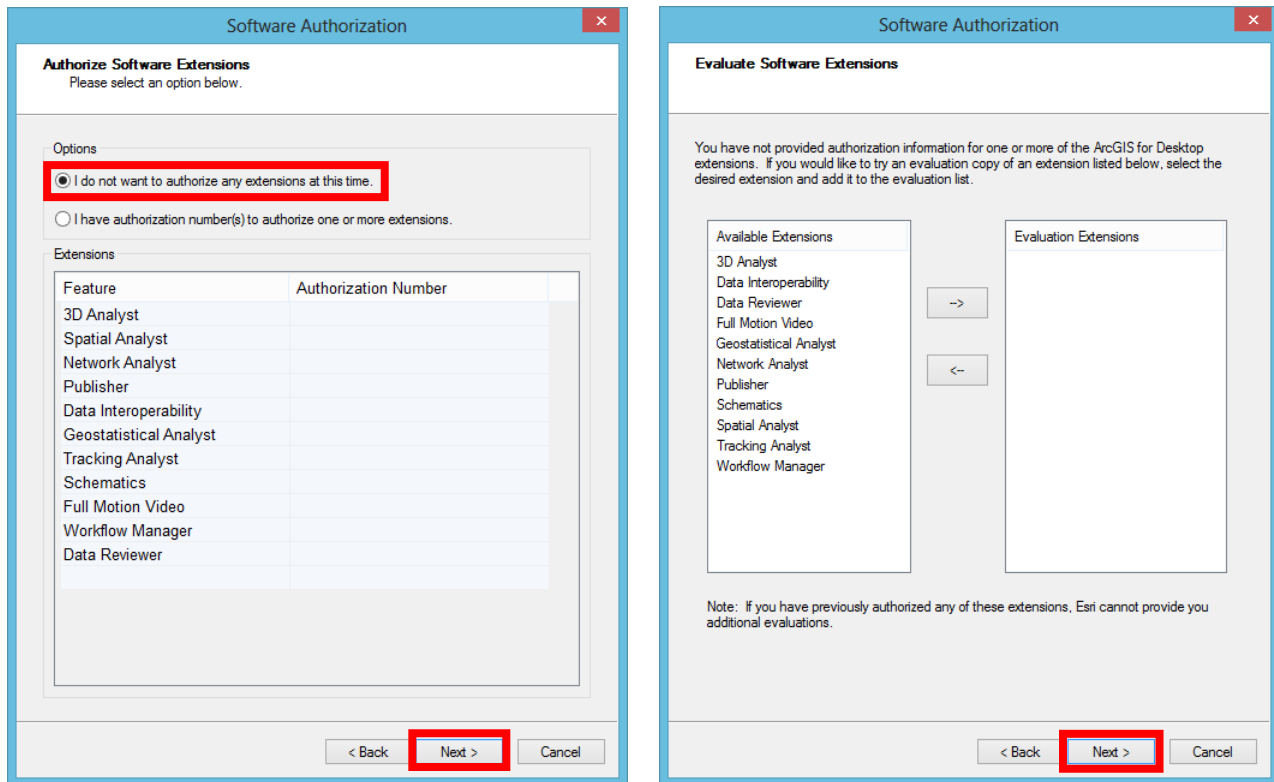 Software Authorization
Authorize Software Extensions
Please select an option below.
Options
I do not want to authorize any extensions at this time.
I have authorization number(s) to authorize one or more extensions.
Extensions
Feature Authorization Number
3D Analyst
Spatial Analyst
Network Analyst
Publisher
Data Interoperability
Geostatistical Analyst
Tracking Analyst
Schematics
Full Motion Video
Workflow Manager
Data Reviewer
< Back Next > Cancel
Software Authorization
Evaluate Software Extensions
You have not provided authorization information for one or more of the ArcGIS for Desktop
extensions. If you would like to try an evaluation copy of an extension listed below, select the
desired extension and add it to the evaluation list.
Available Extensions
3D Analyst
Data Interoperability
Data Reviewer
Full Motion Video
Geostatistical Analyst
Network Analyst
Publisher
Schematics
Spatial Analyst
Tracking Analyst
Workflow Manager
-->
<--
Evaluation Extensions
Note: If you have previously authorized any of these extensions, Esri cannot provide you
additional evaluations.
< Back Next > Cancel